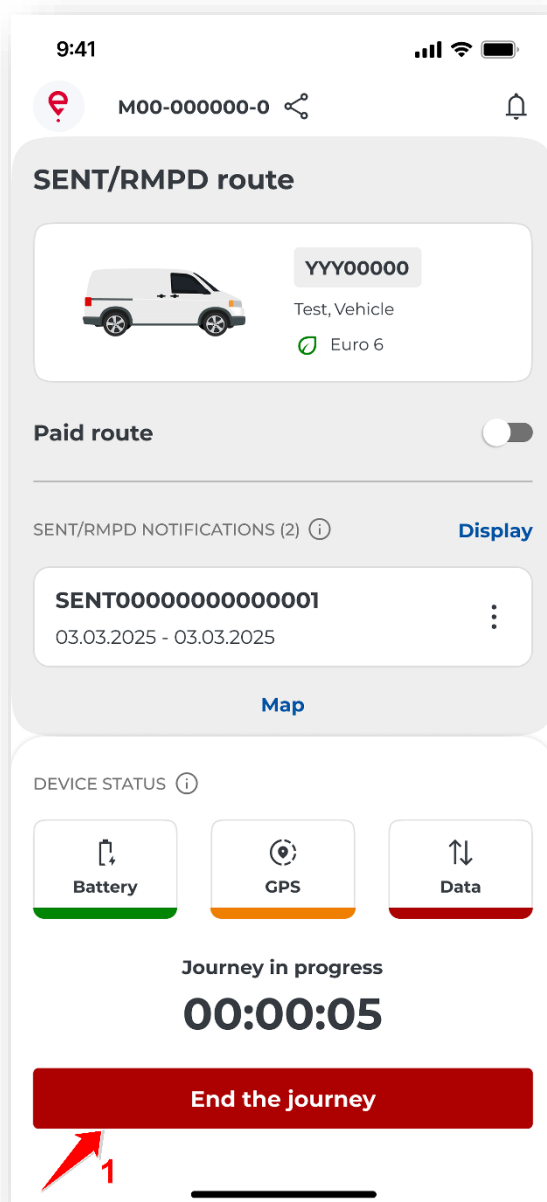 9:41
M00-000000-0
SENT/RMPD route
YYY00000
Test, Vehicle
Euro 6
Paid route
SENT/RMPD NOTIFICATIONS (2)
Display
SENT00000000000001
03.03.2025 - 03.03.2025
Map
DEVICE STATUS
Battery
GPS
Data
Journey in progress
00:00:05
End the journey
1